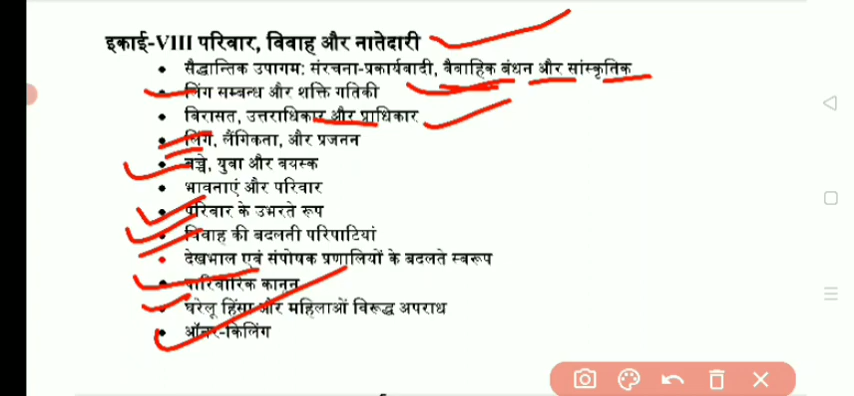 इकाई-VIII परिवार, विवाह और नातेदारी
• सैद्धान्तिक उपागम: संरचना-प्रकार्यवादी, वैवाहिक बंधन और सांस्कृतिक
• लिंग सम्बन्ध और शक्ति गतिकी
• विरासत, उत्तराधिकार और प्राधिकार
• लिंग, लैंगिकता, और प्रजनन
• बच्चे, युवा और वयस्क
• भावनाएं और परिवार
• परिवार के उभरते रूप
• विवाह की बदलती परिपाटियां
• देखभाल एवं संपोषक प्रणालियों के बदलते स्वरूप
• पारिवारिक कानून
• घरेलू हिंसा और महिलाओं विरूद्ध अपराध
• ऑनर-किलिंग